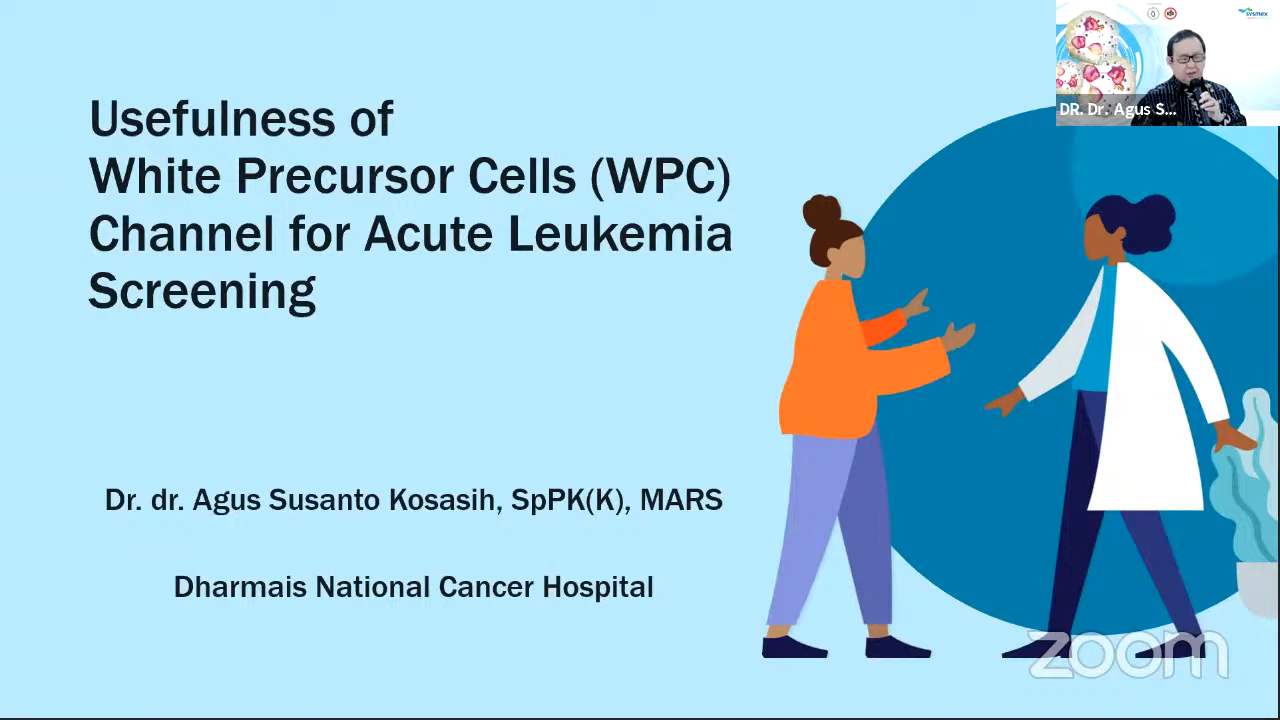 sysmex
DR. Dr. Agus S...
Usefulness of
White Precursor Cells (WPC)
Channel for Acute Leukemia
Screening
Dr. dr. Agus Susanto Kosasih, SpPK(K), MARS
Dharmais National Cancer Hospital
zoom